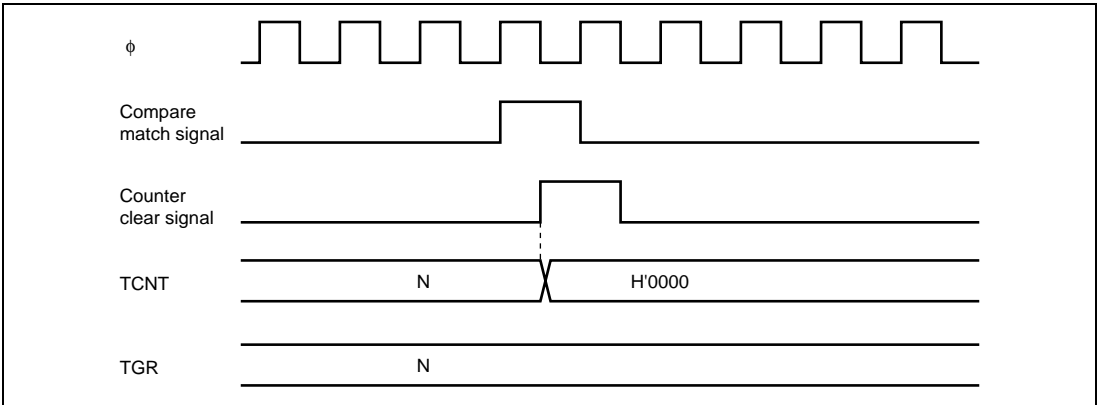 ϕ
Compare
match signal
Counter
clear signal
TCNT
N
H'0000
TGR
N